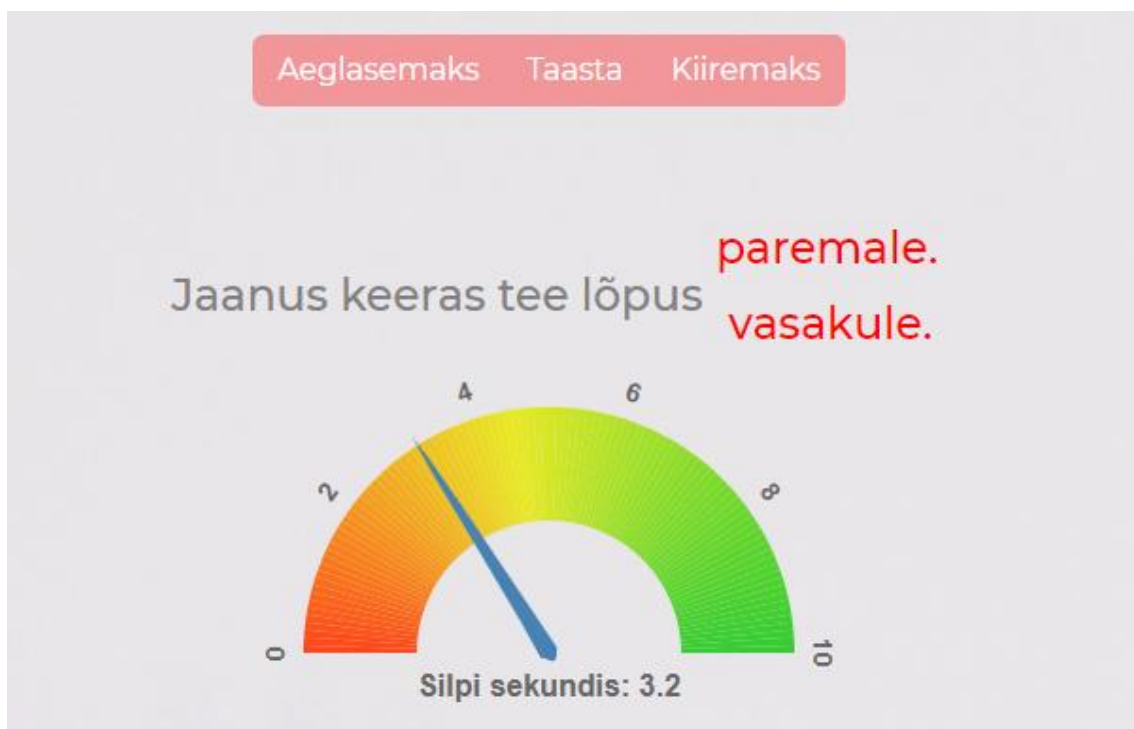 Aeglasemaks Taasta Kiiremaks
paremale.
Jaanus keeras tee lõpus
vasakule.
4 6
2 8
0 10
Silpi sekundis: 3.2